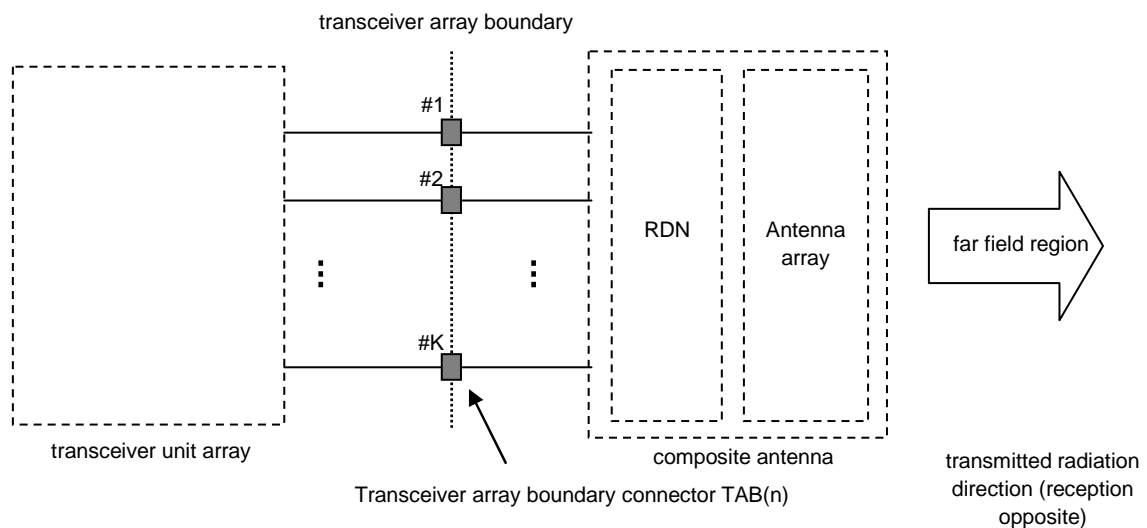 transceiver array boundary
#1
#2
#K
RDN
Antenna
array
far field region
transceiver unit array
composite antenna
Transceiver array boundary connector TAB(n)
transmitted radiation
direction (reception
opposite)